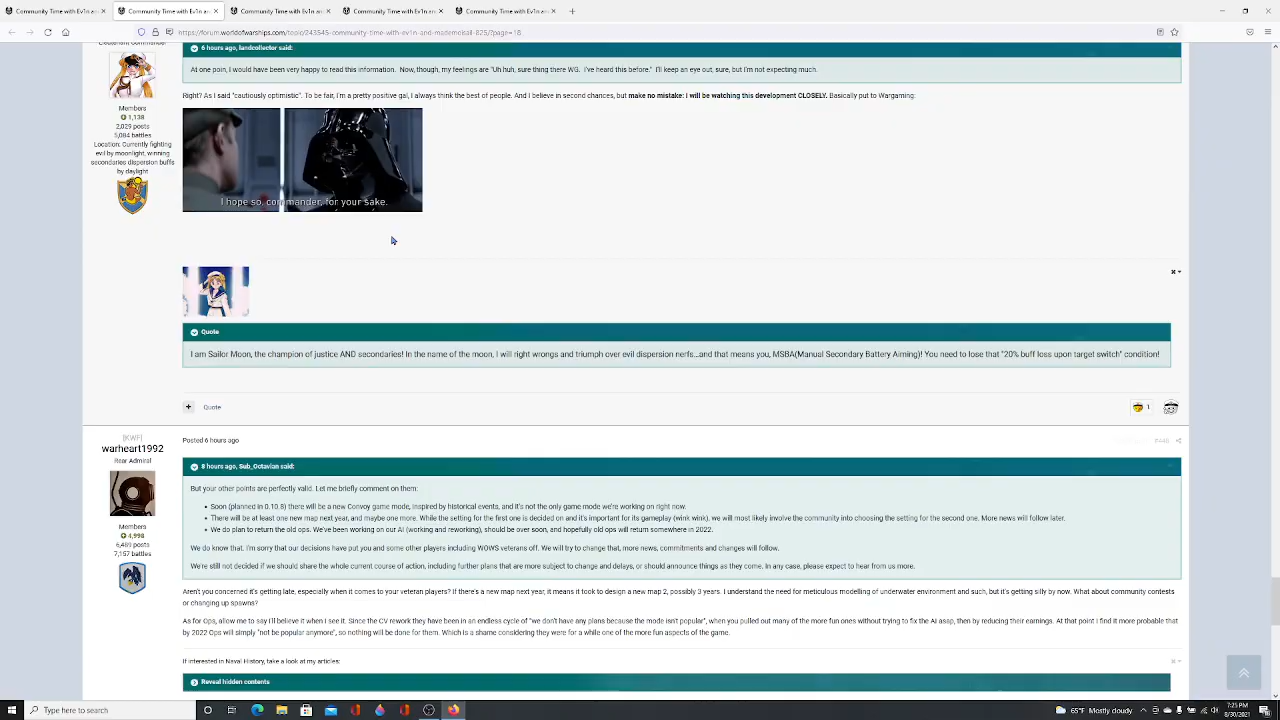 Community Time with Ev1n an
Community Time with Ev1n an
Community Time with Ev1n an
Community Time with Ev1n an
Community Time with Ev1n an
https://forum.worldofwarships.com/topic/243545-community-time-with-ev1n-and-mademoisail-825/?page=18
Lieutenant Commander
6 hours ago, landcollector said:
At one poin, I would have been very happy to read this information. Now, though, my feelings are "Uh huh, sure thing there WG. I've heard this before." I'll keep an eye out, sure, but I'm not expecting much.
Members
1,138
2,029 posts
5,084 battles
Location: Currently fighting
evil by moonlight, winning
secondaries dispersion buffs
by daylight
Right? As I said "cautiously optimistic". To be fair, I'm a pretty positive gal, I always think the best of people. And I believe in second chances, but make no mistake: I will be watching this development CLOSELY. Basically put to Wargaming:
I hope so, commander, for your sake.
Quote
I am Sailor Moon, the champion of justice AND secondaries! In the name of the moon, I will right wrongs and triumph over evil dispersion nerfs...and that means you, MSBA(Manual Secondary Battery Aiming)! You need to lose that "20% buff loss upon target switch" condition!
+ Quote
1
[KWF]
warheart1992
Rear Admiral
Members
4,998
6,489 posts
7,157 battles
Posted 6 hours ago
#448
8 hours ago, Sub_Octavian said:
But your other points are perfectly valid. Let me briefly comment on them:
• Soon (planned in 0.10.8) there will be a new Convoy game mode, inspired by historical events, and it's not the only game mode we're working on right now.
• There will be at least one new map next year, and maybe one more. While the setting for the first one is decided on and it's important for its gameplay (wink wink), we will most likely involve the community into choosing the setting for the second one. More news will follow later.
• We do plan to return the old ops. We've been working on our AI (working and reworking), should be over soon, and hopefully old ops will return somewhere in 2022.
We do know that. I'm sorry that our decisions have put you and some other players including WOWS veterans off. We will try to change that, more news, commitments and changes will follow.
We're still not decided if we should share the whole current course of action, including further plans that are more subject to change and delays, or should announce things as they come. In any case, please expect to hear from us more.
Aren't you concerned it's getting late, especially when it comes to your veteran players? If there's a new map next year, it means it took to design a new map 2, possibly 3 years. I understand the need for meticulous modelling of underwater environment and such, but it's getting silly by now. What about community contests
or changing up spawns?
As for Ops, allow me to say I'll believe it when I see it. Since the CV rework they have been in an endless cycle of "we don't have any plans because the mode isn't popular", when you pulled out many of the more fun ones without trying to fix the AI asap, then by reducing their earnings. At that point I find it more probable that
by 2022 Ops will simply "not be popular anymore", so nothing will be done for them. Which is a shame considering they were for a while one of the more fun aspects of the game.
If interested in Naval History, take a look at my articles:
Reveal hidden contents
Type here to search
65°F Mostly cloudy
7:23 PM
8/30/2021